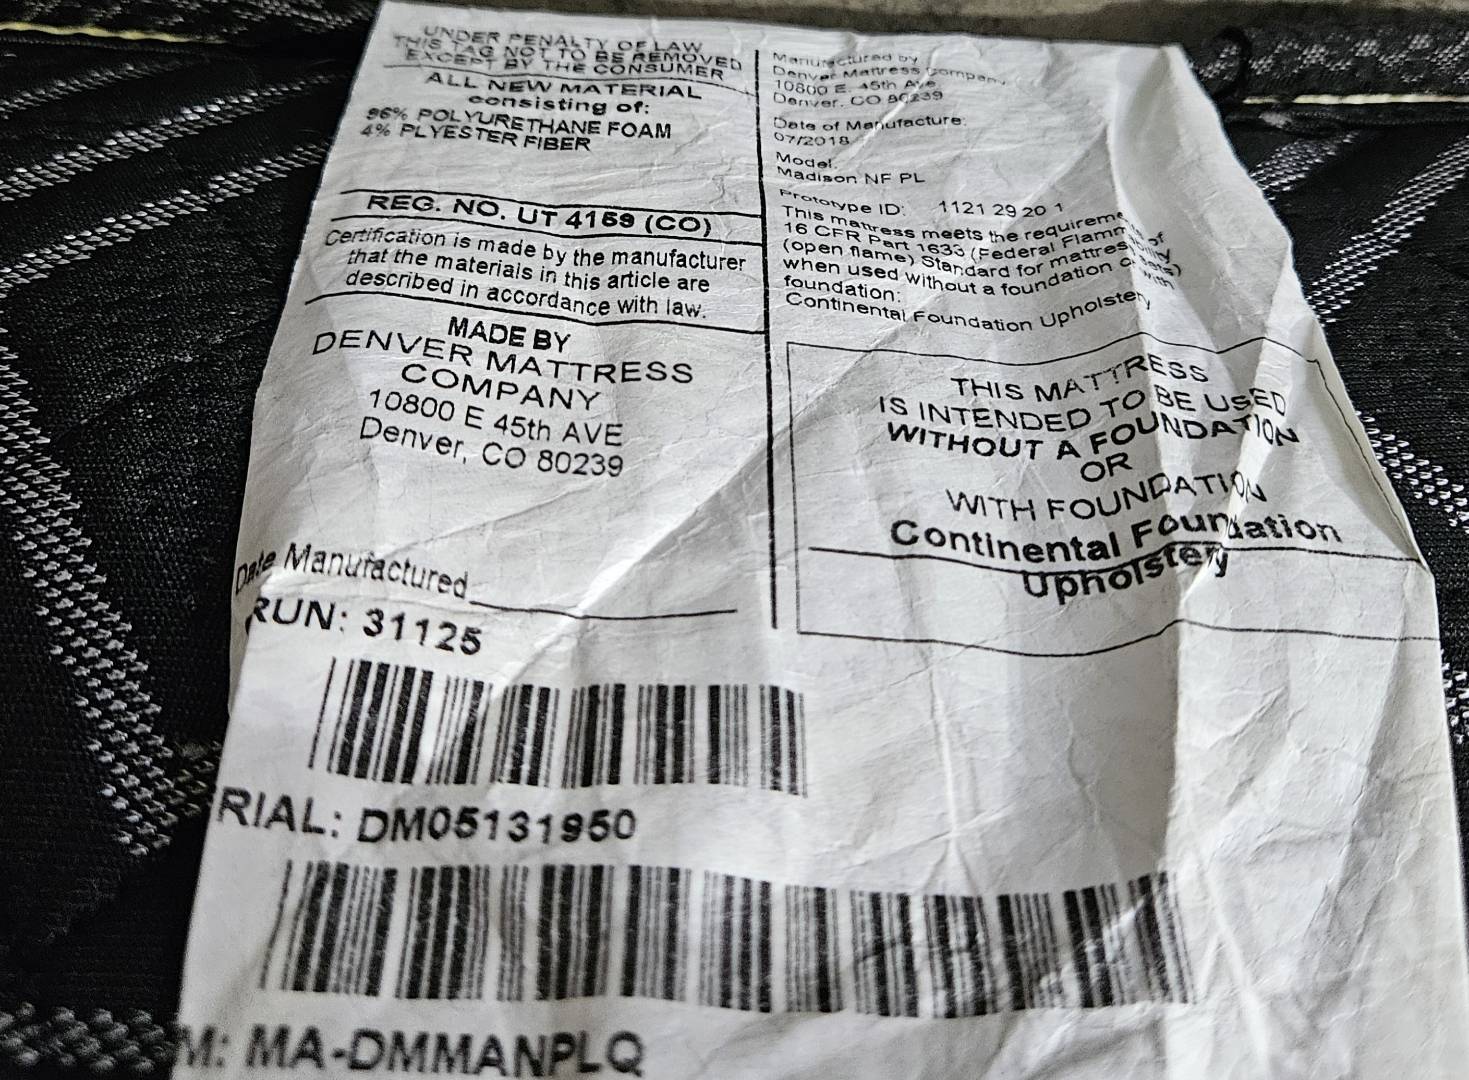 UNDER PENALTY OF LAW
THIS TAG NOT TO BE REMOVED
EXCEPT BY THE CONSUMER
ALL NEW MATERIAL
consisting of:
96% POLYURETHANE FOAM
4% PLYESTER FIBER
REG. NO. UT 4159 (CO)
Certification is made by the manufacturer
that the materials in this article are
described in accordance with law.
MADE BY
DENVER MATTRESS
COMPANY
10800 E 45th AVE
Denver, CO 80239
Date Manufactured
RUN: 31125
RIAL: DM05131950
M: MA-DMMANPLQ
Manufactured by
Denver Mattress Company
10800 E. 45th Ave
Denver, CO 80239
Date of Manufacture:
07/2018
Model:
Madison NF PL
Prototype ID: 1121 29 20 1
This mattress meets the requirem of
16 CFR Part 1633 (Federal Flamm
(open flame) Standard for mattres
when used without a foundation with
foundation:
Continental Foundation Upholstery
THIS MATTRESS
IS INTENDED TO BE USED
WITHOUT A FOUNDATION
OR
WITH FOUNDATION
Continental Foundation
Upholstery